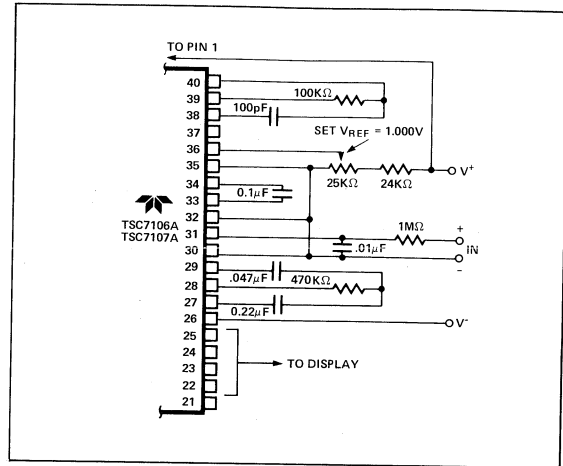 TO PIN 1
40
39
100KΩ
38
100pF
37
SET VREF = 1.000V
36
35
V+
25KΩ
24KΩ
34
0.1µF
33
32
TSC7106A
TSC7107A
31
1MΩ
+
IN
.01µF
30
-
29
.047µF
470KΩ
28
27
0.22µF
26
V-
25
24
TO DISPLAY
23
22
21